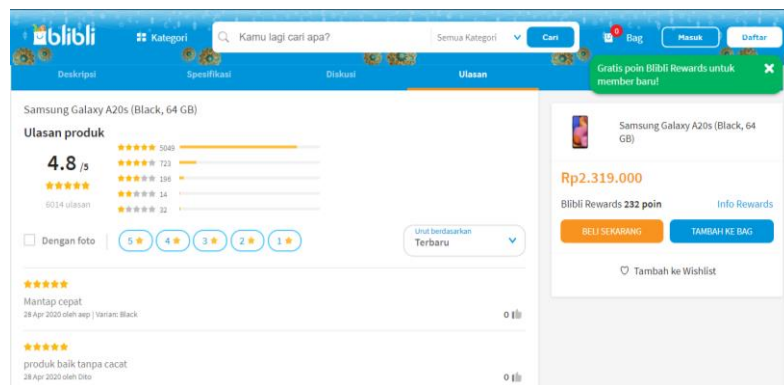 blibli
Kategori
Kamu lagi cari apa?
Semua Kategori
Cari
0
Bag
Masuk
Daftar
Deskripsi
Spesifikasi
Diskusi
Ulasan
Gratis poin Blibli Rewards untuk
member baru!
Samsung Galaxy A20s (Black, 64 GB)
Ulasan produk
4.8 /5
6014 ulasan
5049
723
196
14
32
Dengan foto
5
4
3
2
1
Urut berdasarkan
Terbaru
Mantap cepat
28 Apr 2020 oleh aep | Varian: Black
0
produk baik tanpa cacat
28 Apr 2020 oleh Dito
0
Samsung Galaxy A20s (Black, 64
GB)
Rp2.319.000
Blibli Rewards 232 poin
Info Rewards
BELI SEKARANG
TAMBAH KE BAG
Tambah ke Wishlist